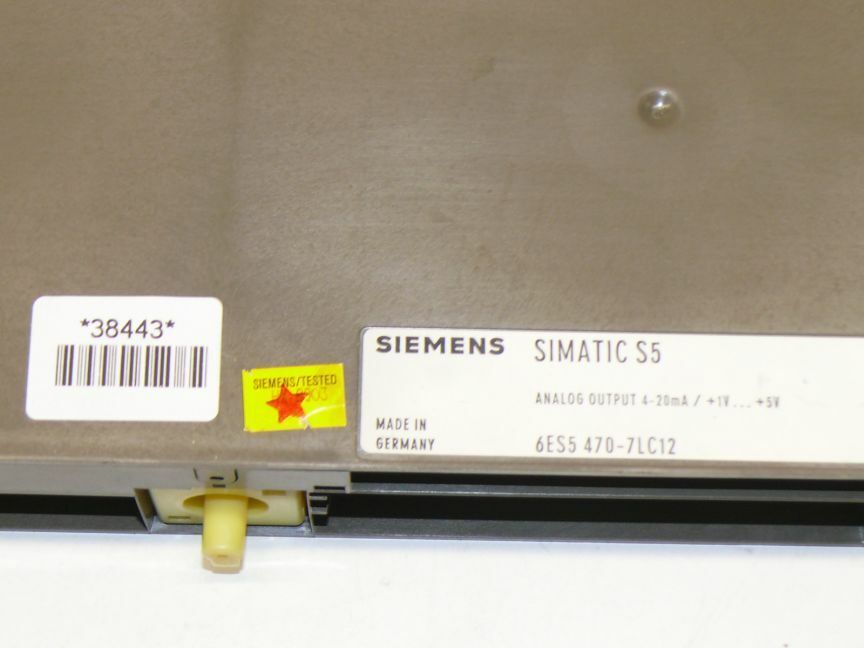 *38443*
SIEMENS/TESTED
SIEMENS SIMATIC S5
ANALOG OUTPUT 4-20mA / +1V ... +5V
MADE IN
GERMANY
6ES5 470-7LC12